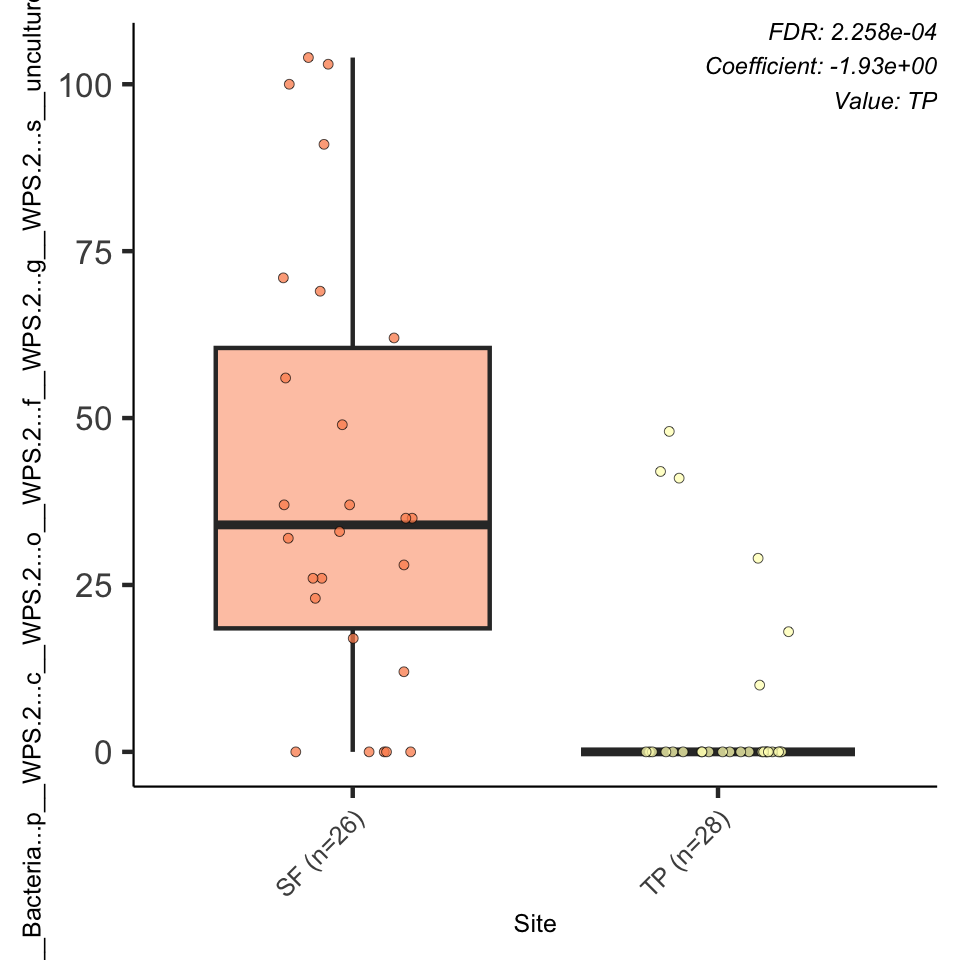 FDR: 2.258e-04
Coefficient: -1.93e+00
Value: TP
__Bacteria...p__WPS.2...c__WPS.2...o__WPS.2...f__WPS.2...g__WPS.2...s__uncultur
100
75
50
25
0
SF (n=26)
TP (n=28)
Site